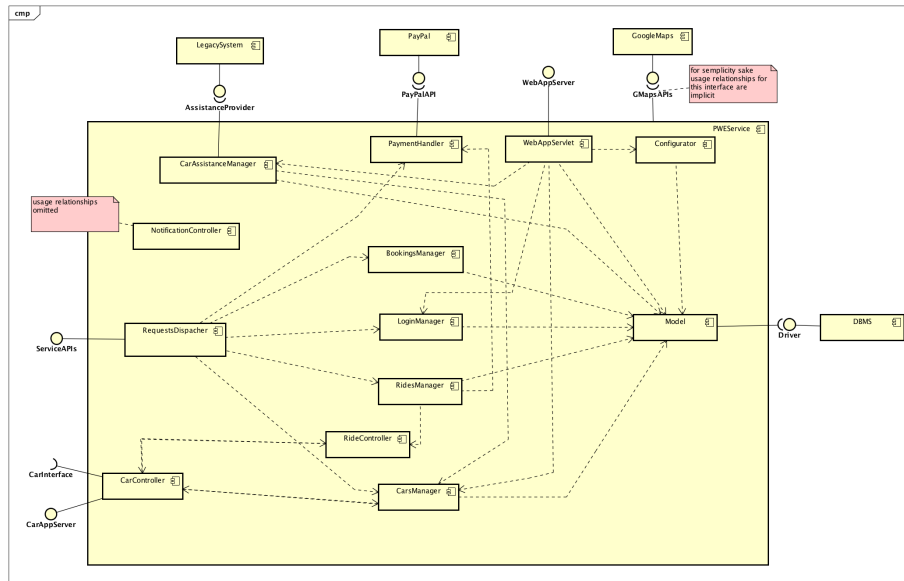 cmp
LegacySystem
PayPal
GoogleMaps
AssistanceProvider
PayPalAPI
WebAppServer
GMapsAPIs
for semplicity sake
usage relationships for
this interface are
implicit
PWEService
CarAssistanceManager
PaymentHandler
WebAppServlet
Configurator
usage relationships
omitted
NotificationController
BookingsManager
RequestsDispacher
LoginManager
Model
DBMS
Driver
ServiceAPIs
RidesManager
RideController
CarInterface
CarController
CarsManager
CarAppServer